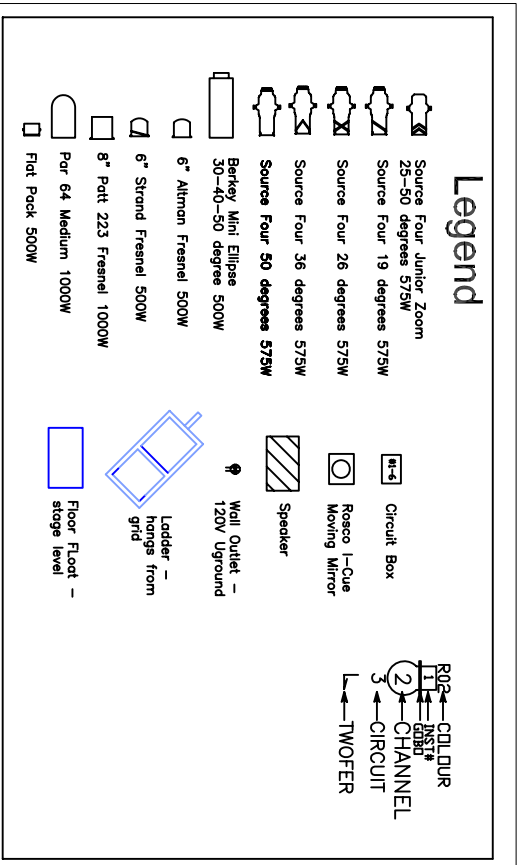 Legend
Source Four Junior Zoom
25-50 degrees 575W
Source Four 19 degrees 575W
Source Four 26 degrees 575W
Source Four 36 degrees 575W
Source Four 50 degrees 575W
Berkey Mini Ellipse
30-40-50 degree 500W
6" Altman Fresnel 500W
6" Strand Fresnel 500W
8" Patt 223 Fresnel 1000W
Par 64 Medium 1000W
Flat Pack 500W
#1-6
Circuit Box
Rosco I-Cue
Moving Mirror
Speaker
Wall Outlet -
120V Uground
Ladder -
hangs from
grid
Floor FLoat -
stage level
R02 COLOUR
1 INST#
GOBO
2 CHANNEL
3 CIRCUIT
L TWOFER